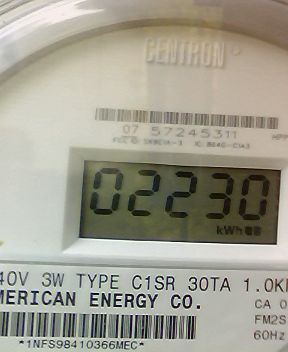 CENTRON
07 57245311
02230
kWh
40V 3W TYPE C1SR 30TA 1.0K
MERICAN ENERGY CO.
CA 0
FM2S
60Hz
*1NFS98410366MEC*